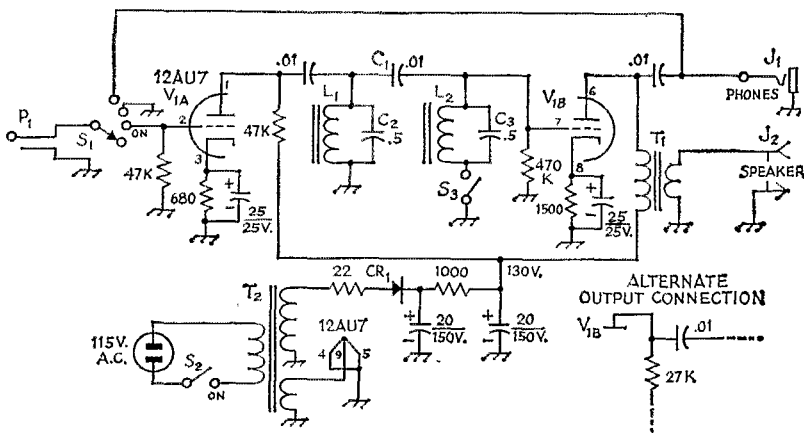 .01
C1
.01
.01
J1
12AU7
V1A
1
L1
L2
V1B
6
PHONES
P1
2
ON
47K
C2
.5
C3
.5
7
T1
J2
S1
3
47K
680
+
-
25/25V.
S3
470
K
8
1500
+
-
25/25V.
SPEAKER
22
CR1
1000
130V.
ALTERNATE
OUTPUT CONNECTION
T2
12AU7
4
9
5
+
-
20/150V.
+
-
20/150V.
V1B
.01
115V.
A.C.
S2
ON
27K